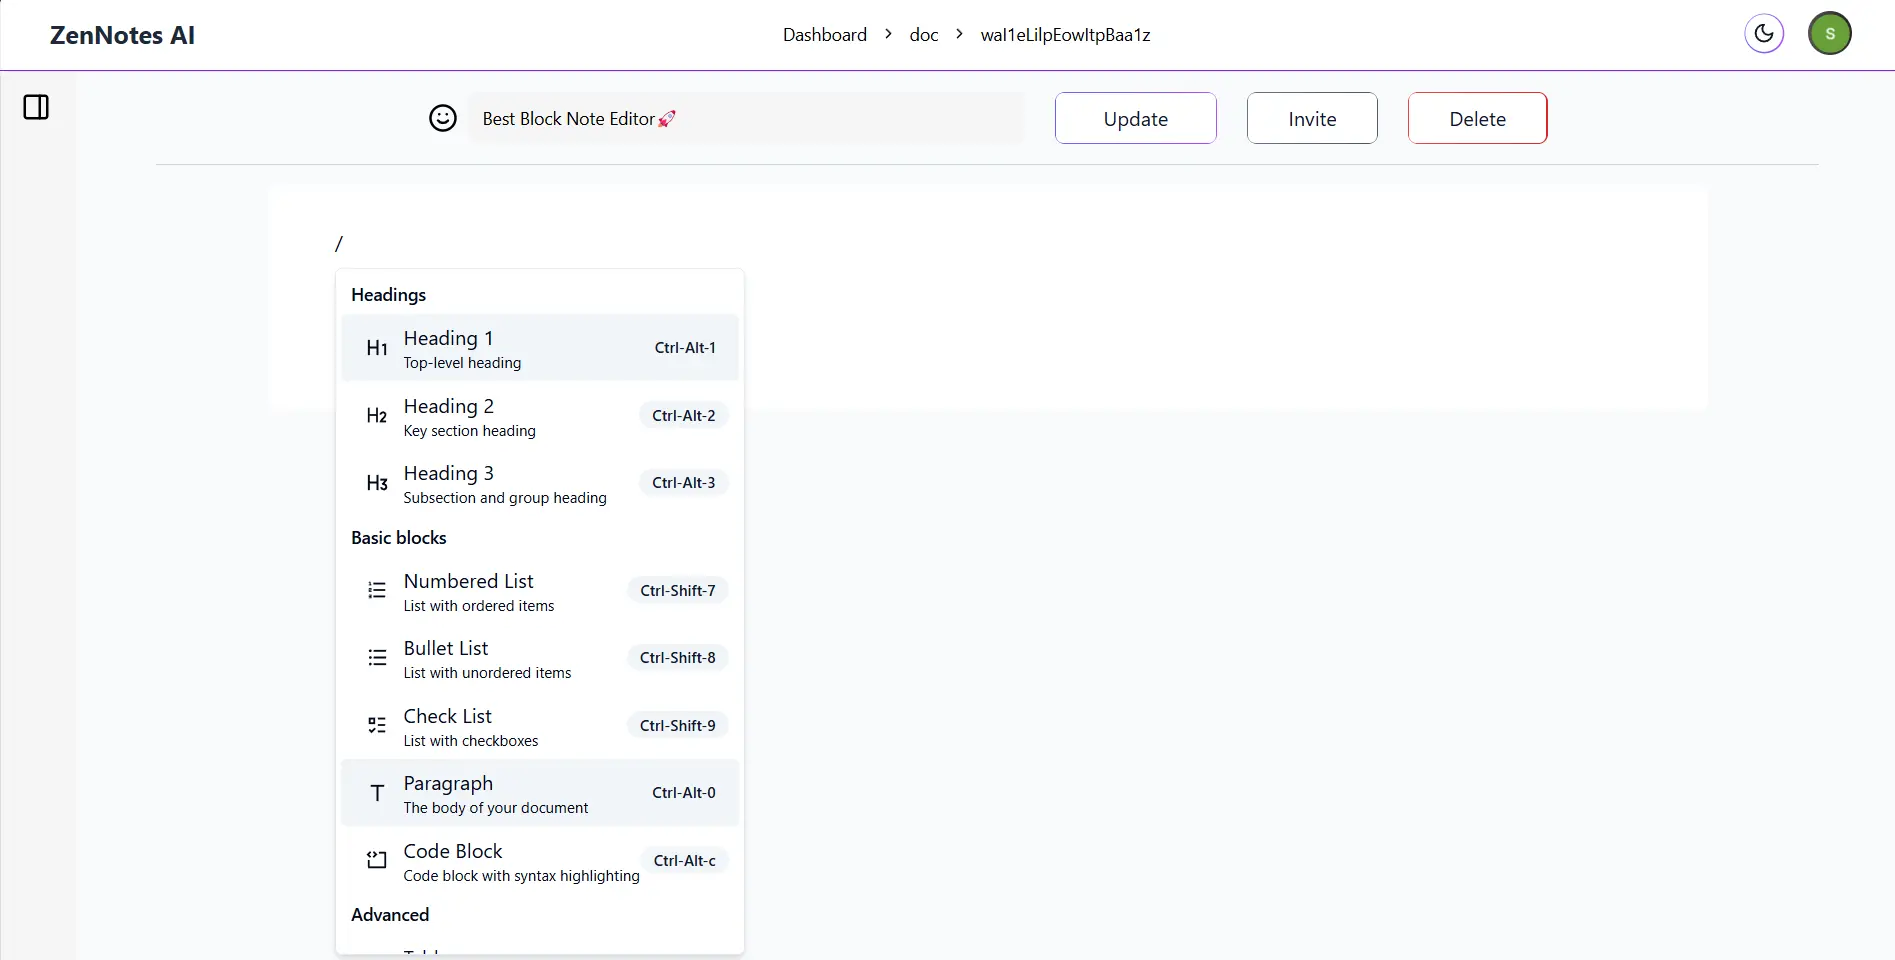 ZenNotes AI
Dashboard > doc > waI1eLilpEowItpBaa1z
S
Best Block Note Editor🚀
Update
Invite
Delete
/
Headings
H1 Heading 1 Ctrl-Alt-1
Top-level heading
H2 Heading 2 Ctrl-Alt-2
Key section heading
H3 Heading 3 Ctrl-Alt-3
Subsection and group heading
Basic blocks
Numbered List Ctrl-Shift-7
List with ordered items
Bullet List Ctrl-Shift-8
List with unordered items
Check List Ctrl-Shift-9
List with checkboxes
T Paragraph Ctrl-Alt-0
The body of your document
Code Block Ctrl-Alt-c
Code block with syntax highlighting
Advanced